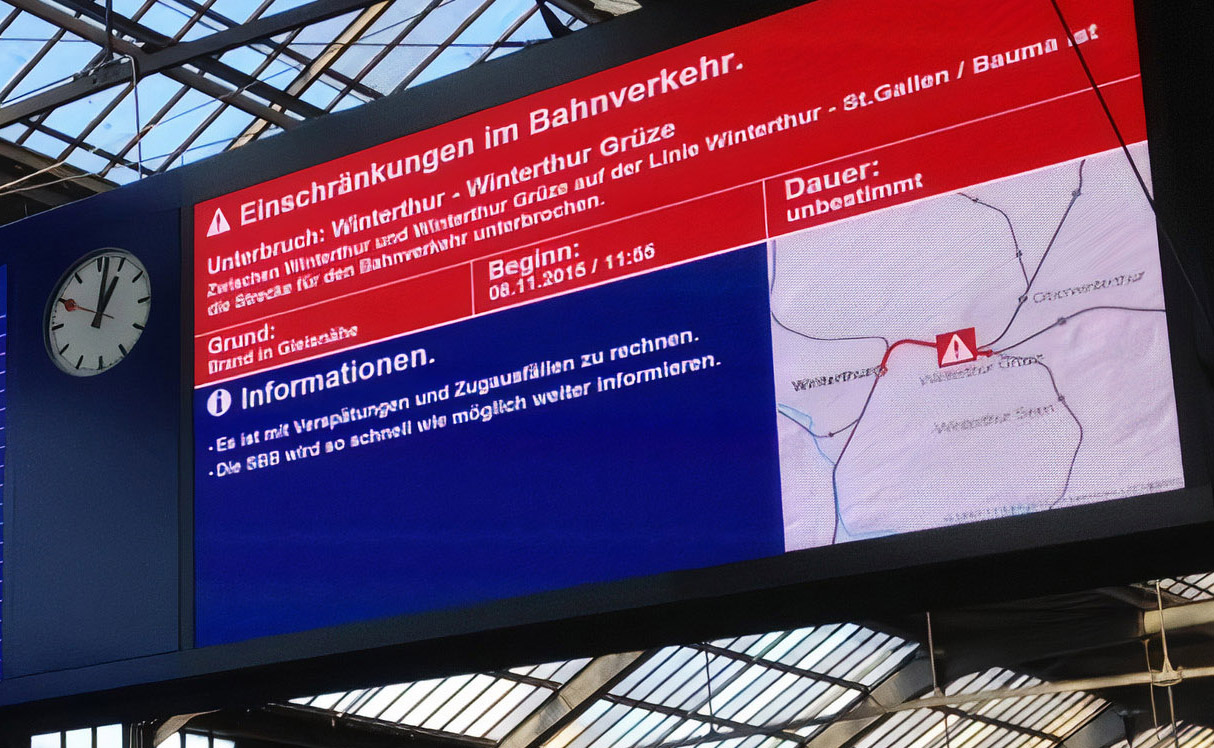 Einschränkungen im Bahnverkehr.
Unterbruch: Winterthur - Winterthur Grüze
Zwischen Winterthur und Winterthur Grüze auf der Linie Winterthur - St.Gallen / Bauma ist
die Strecke für den Bahnverkehr unterbrochen.
Grund:
Brand in Gleisnähe
Beginn:
08.11.2015 / 11:55
Dauer:
unbestimmt
Informationen.
- Es ist mit Verspätungen und Zugausfällen zu rechnen.
- Die SBB wird so schnell wie möglich weiter informieren.
Oberwinterthur
Winterthur
Winterthur Grüze
Winterthur Seen